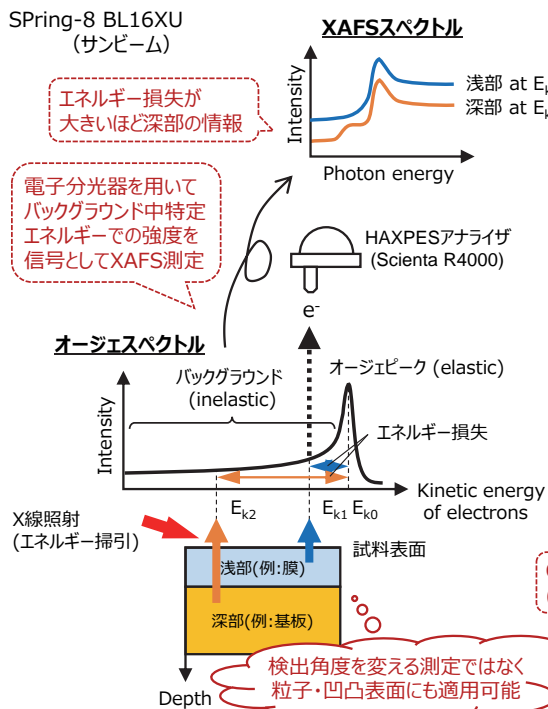 SPring-8 BL16XU
(サンビーム)
XAFSスペクトル
エネルギー損失が
大きいほど深部の情報
Intensity
浅部 at E
深部 at E
Photon energy
電子分光器を用いて
バックグラウンド中特定
エネルギーでの強度を
信号としてXAFS測定
HAXPESアナライザ
(Scienta R4000)
e-
オージェスペクトル
バックグラウンド
(inelastic)
オージェピーク (elastic)
Intensity
エネルギー損失
Kinetic energy
of electrons
Ek2
Ek1
Ek0
X線照射
(エネルギー掃引)
試料表面
浅部(例:膜)
深部(例:基板)
Depth
検出角度を変える測定ではなく
粒子・凹凸表面にも適用可能